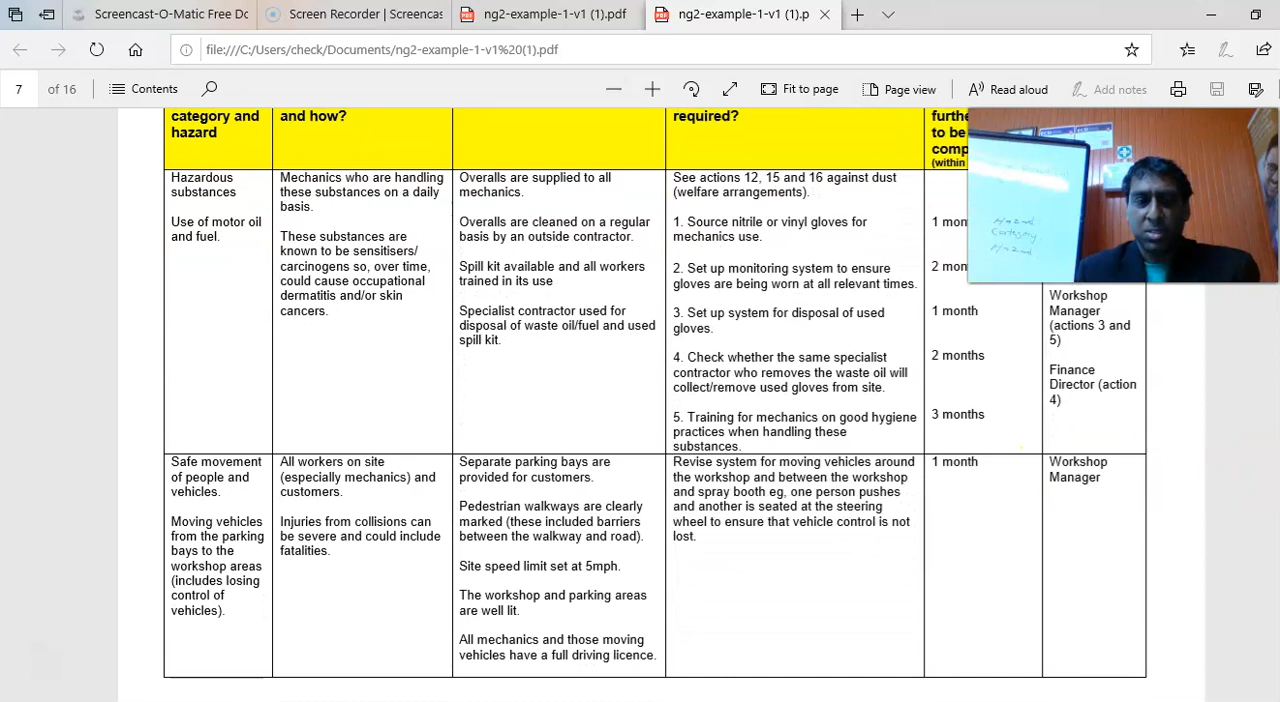 Screencast-O-Matic Free Do
Screen Recorder | Screencas
ng2-example-1-v1 (1).pdf
ng2-example-1-v1 (1).p
file:///C:/Users/check/Documents/ng2-example-1-v1%20(1).pdf
7 of 16
Contents
Fit to page
Page view
Read aloud
Add notes
category and
hazard
and how?
required?
furthe
to be
comp
(within
Hazardous
substances
Use of motor oil
and fuel.
Mechanics who are handling
these substances on a daily
basis.
These substances are
known to be sensitisers/
carcinogens so, over time,
could cause occupational
dermatitis and/or skin
cancers.
Overalls are supplied to all
mechanics.
Overalls are cleaned on a regular
basis by an outside contractor.
Spill kit available and all workers
trained in its use
Specialist contractor used for
disposal of waste oil/fuel and used
spill kit.
See actions 12, 15 and 16 against dust
(welfare arrangements).
1. Source nitrile or vinyl gloves for
mechanics use.
2. Set up monitoring system to ensure
gloves are being worn at all relevant times.
3. Set up system for disposal of used
gloves.
4. Check whether the same specialist
contractor who removes the waste oil will
collect/remove used gloves from site.
5. Training for mechanics on good hygiene
practices when handling these
substances.
1 mon
2 mon
1 month
2 months
3 months
Workshop
Manager
(actions 3 and
5)
Finance
Director (action
4)
Safe movement
of people and
vehicles.
Moving vehicles
from the parking
bays to the
workshop areas
(includes losing
control of
vehicles).
All workers on site
(especially mechanics) and
customers.
Injuries from collisions can
be severe and could include
fatalities.
Separate parking bays are
provided for customers.
Pedestrian walkways are clearly
marked (these included barriers
between the walkway and road).
Site speed limit set at 5mph.
The workshop and parking areas
are well lit.
All mechanics and those moving
vehicles have a full driving licence.
Revise system for moving vehicles around
the workshop and between the workshop
and spray booth eg, one person pushes
and another is seated at the steering
wheel to ensure that vehicle control is not
lost.
1 month
Workshop
Manager
Category